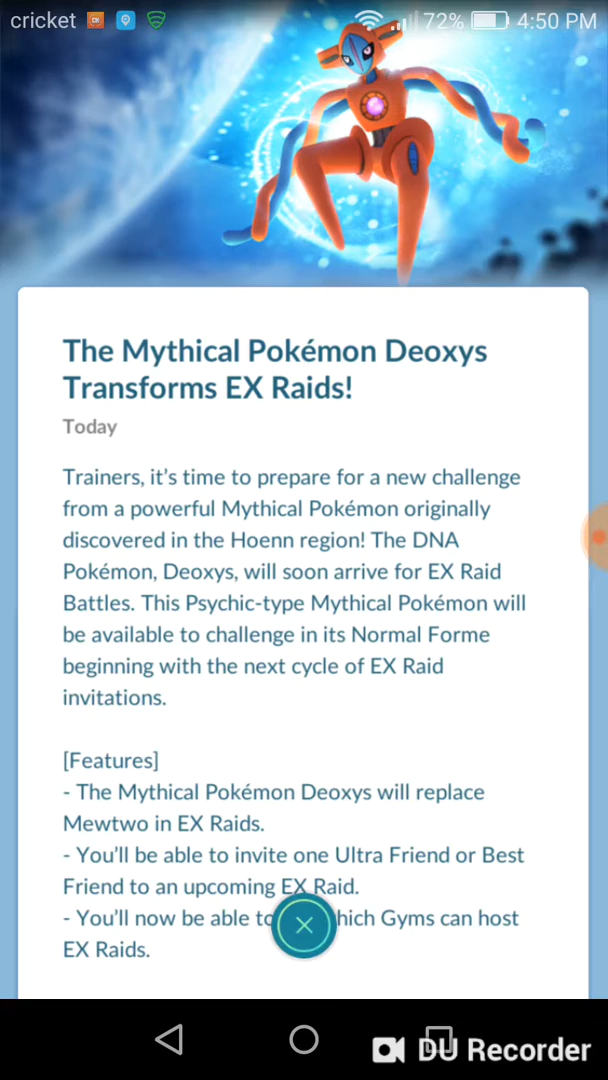 cricket 72% 4:50 PM
The Mythical Pokémon Deoxys
Transforms EX Raids!
Today
Trainers, it's time to prepare for a new challenge
from a powerful Mythical Pokémon originally
discovered in the Hoenn region! The DNA
Pokémon, Deoxys, will soon arrive for EX Raid
Battles. This Psychic-type Mythical Pokémon will
be available to challenge in its Normal Forme
beginning with the next cycle of EX Raid
invitations.
[Features]
- The Mythical Pokémon Deoxys will replace
Mewtwo in EX Raids.
- You'll be able to invite one Ultra Friend or Best
Friend to an upcoming EX Raid.
- You'll now be able to hich Gyms can host
EX Raids.
DU Recorder